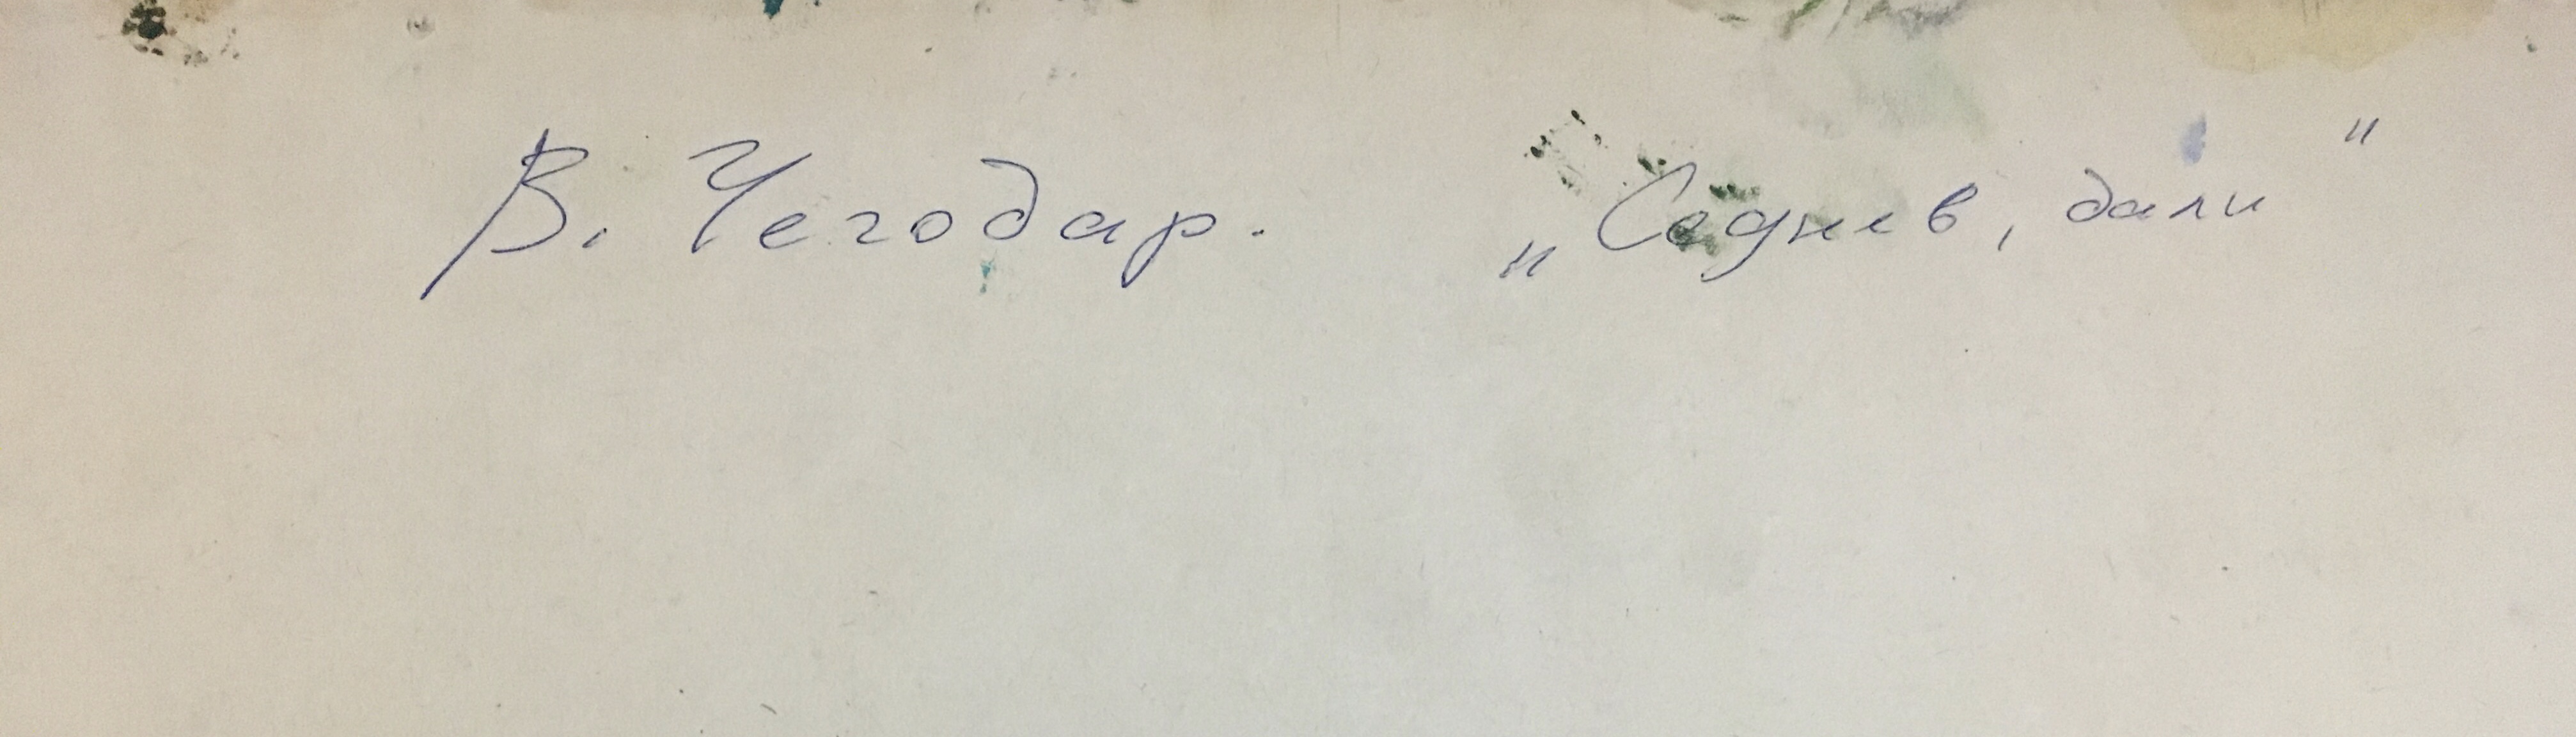 В. Чегодар. „Седнев, дали"